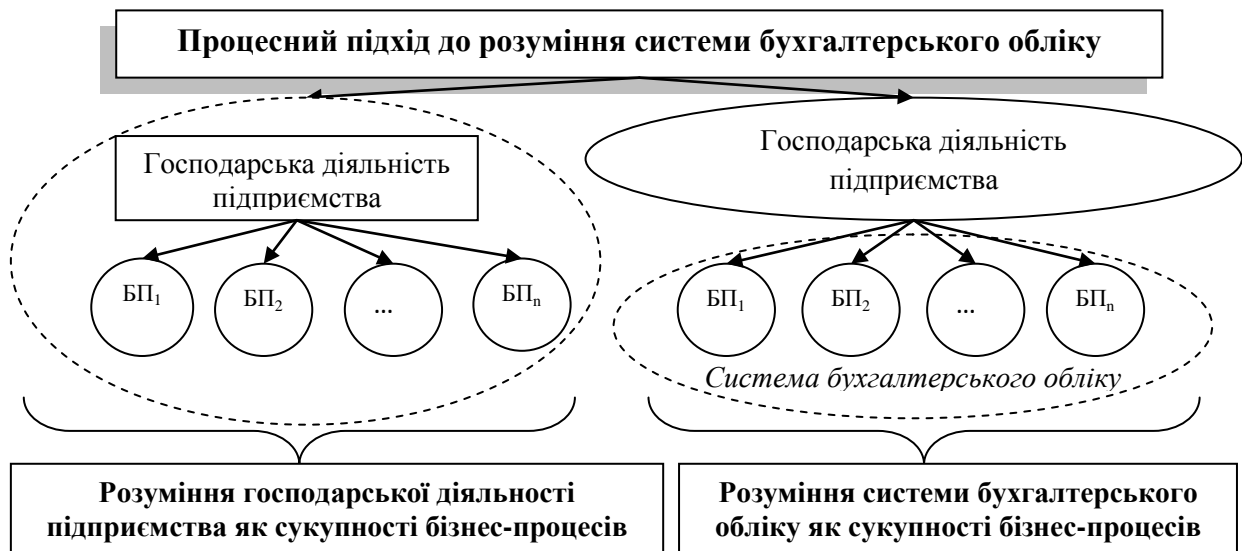 Процесний підхід до розуміння системи бухгалтерського обліку
Господарська діяльність
підприємства
БП1
БП2
...
БПn
Господарська діяльність
підприємства
БП1
БП2
...
БПn
Система бухгалтерського обліку
Розуміння господарської діяльності
підприємства як сукупності бізнес-процесів
Розуміння системи бухгалтерського
обліку як сукупності бізнес-процесів